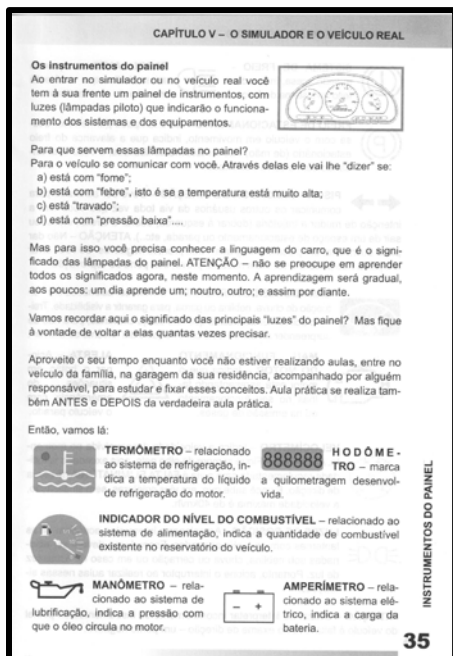 CAPÍTULO V – O SIMULADOR E O VEÍCULO REAL
Os instrumentos do painel
Ao entrar no simulador ou no veículo real você
tem à sua frente um painel de instrumentos, com
luzes (lâmpadas piloto) que indicarão o funciona-
mento dos sistemas e dos equipamentos.
Para que servem essas lâmpadas no painel?
Para o veículo se comunicar com você. Através delas ele vai lhe "dizer" se:
a) está com "fome";
b) está com "febre", isto é se a temperatura está muito alta;
c) está "travado";
d) está com "pressão baixa"....
Mas para isso você precisa conhecer a linguagem do carro, que é o signi-
ficado das lâmpadas do painel. ATENÇÃO – não se preocupe em aprender
todos os significados agora, neste momento. A aprendizagem será gradual,
aos poucos: um dia aprende um; noutro, outro; e assim por diante.
Vamos recordar aqui o significado das principais "luzes" do painel? Mas fique
à vontade de voltar a elas quantas vezes precisar.
Aproveite o seu tempo enquanto você não estiver realizando aulas, entre no
veículo da família, na garagem da sua residência, acompanhado por alguém
responsável, para estudar e fixar esses conceitos. Aula prática se realiza tam-
bém ANTES e DEPOIS da verdadeira aula prática.
Então, vamos lá:
TERMÔMETRO – relacionado
ao sistema de refrigeração, in-
dica a temperatura do líquido
de refrigeração do motor.
888888
HODÔME-
TRO – marca
a quilometragem desenvol-
vida.
INDICADOR DO NÍVEL DO COMBUSTÍVEL – relacionado ao
sistema de alimentação, indica a quantidade de combustível
existente no reservatório do veículo.
MANÔMETRO – rela-
cionado ao sistema de
lubrificação, indica a pressão com
que o óleo circula no motor.
- +
AMPERÍMETRO – rela-
cionado ao sistema elé-
trico, indica a carga da
bateria.
INSTRUMENTOS DO PAINEL
35